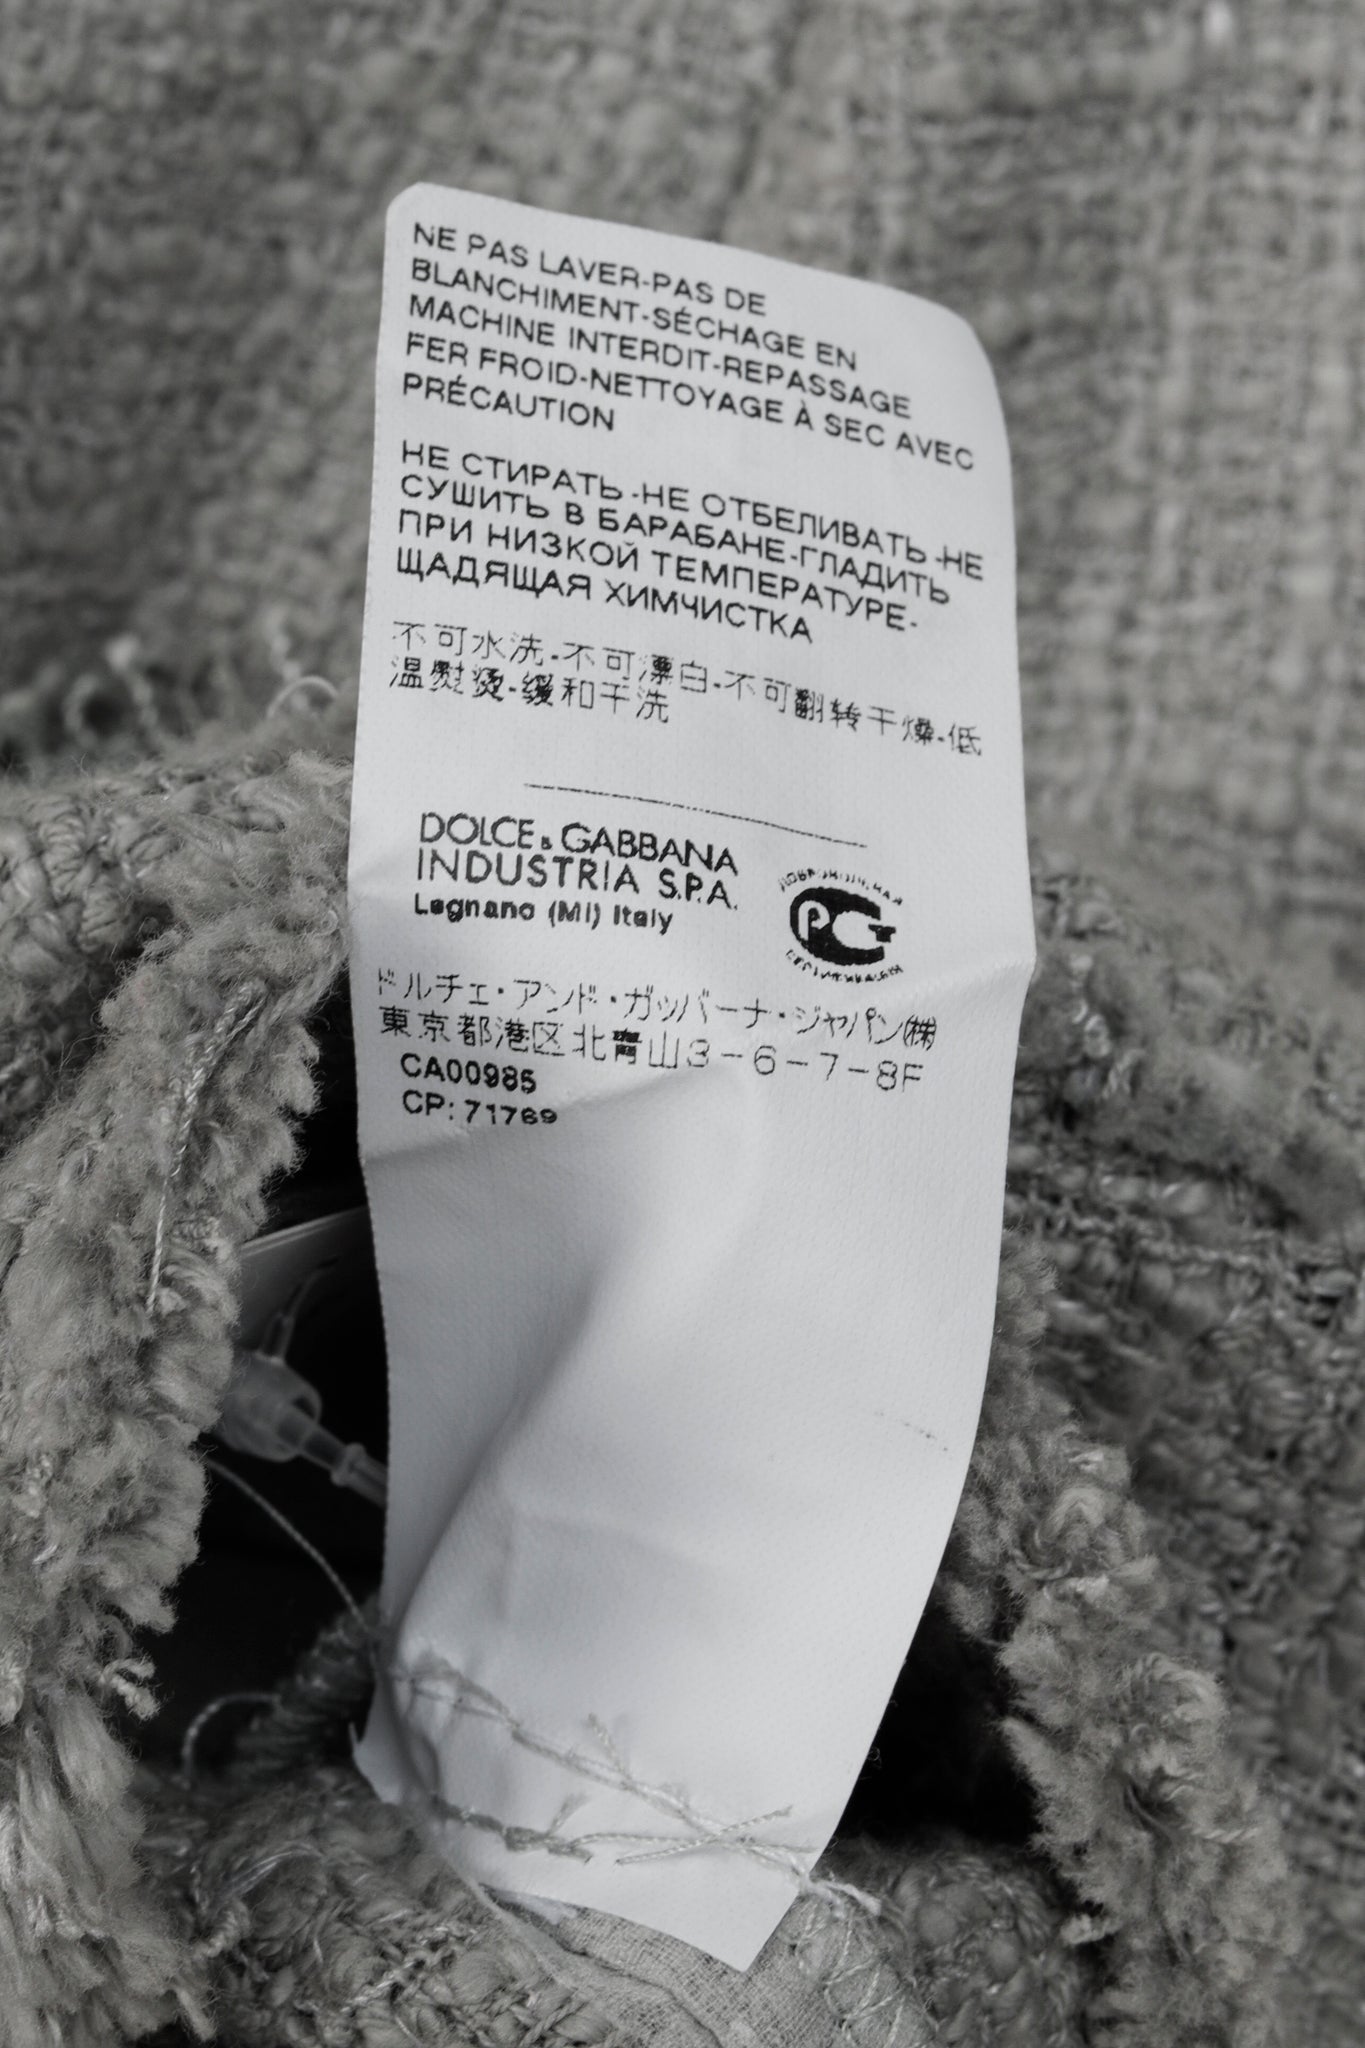 NE PAS LAVER-PAS DE
BLANCHIMENT-SÉCHAGE EN
MACHINE INTERDIT-REPASSAGE
FER FROID-NETTOYAGE À SEC AVEC
PRÉCAUTION
НЕ СТИРАТЬ-НЕ ОТБЕЛИВАТЬ-НЕ
СУШИТЬ В БАРАБАНЕ-ГЛАДИТЬ
ПРИ НИЗКОЙ ТЕМПЕРАТУРЕ-
ЩАДЯЩАЯ ХИМЧИСТКА
不可水洗-不可漂白-不可翻转干燥-低
温熨烫-缓和干洗
DOLCE & GABBANA
INDUSTRIA S.P.A.
Legnano (MI) Italy
РСТ
ドルチェ・アンド・ガッバーナ・ジャパン㈱
東京都港区北青山3-6-7-8F
CA00985
CP: 71769